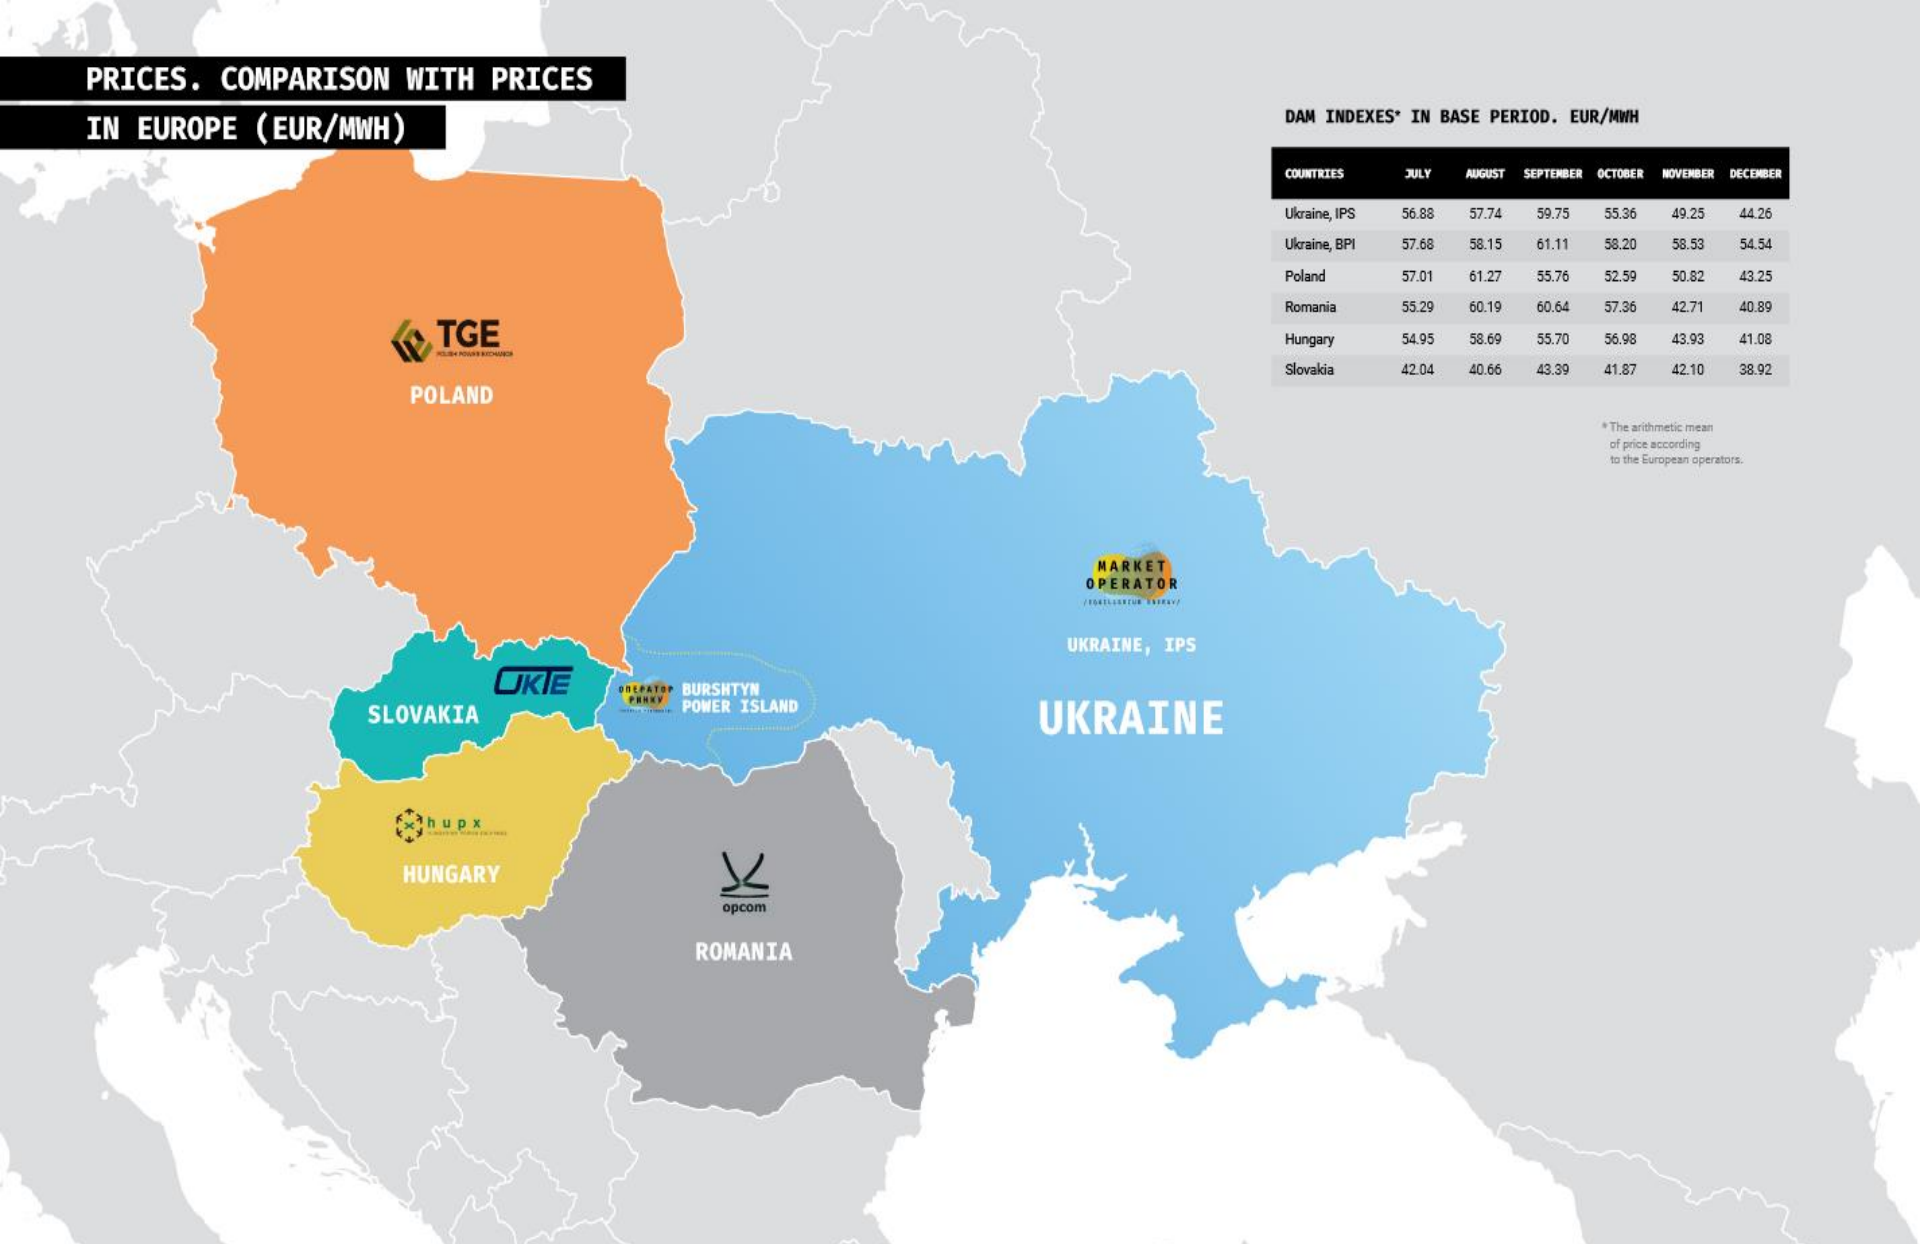 PRICES. COMPARISON WITH PRICES
IN EUROPE (EUR/MWH)
DAM INDEXES* IN BASE PERIOD. EUR/MWH
COUNTRIES JULY AUGUST SEPTEMBER OCTOBER NOVEMBER DECEMBER
Ukraine, IPS 56.88 57.74 59.75 55.36 49.25 44.26
Ukraine, BPI 57.68 58.15 61.11 58.20 58.53 54.54
Poland 57.01 61.27 55.76 52.59 50.82 43.25
Romania 55.29 60.19 60.64 57.36 42.71 40.89
Hungary 54.95 58.69 55.70 56.98 43.93 41.08
Slovakia 42.04 40.66 43.39 41.87 42.10 38.92
* The arithmetic mean
of price according
to the European operators.
TGE
POLISH POWER EXCHANGE
POLAND
MARKET
OPERATOR
UKRAINE, IPS
UKRAINE
OKTE
SLOVAKIA
ОПЕРАТОР
РИНКУ
BURSHTYN
POWER ISLAND
hupx
HUNGARY
opcom
ROMANIA